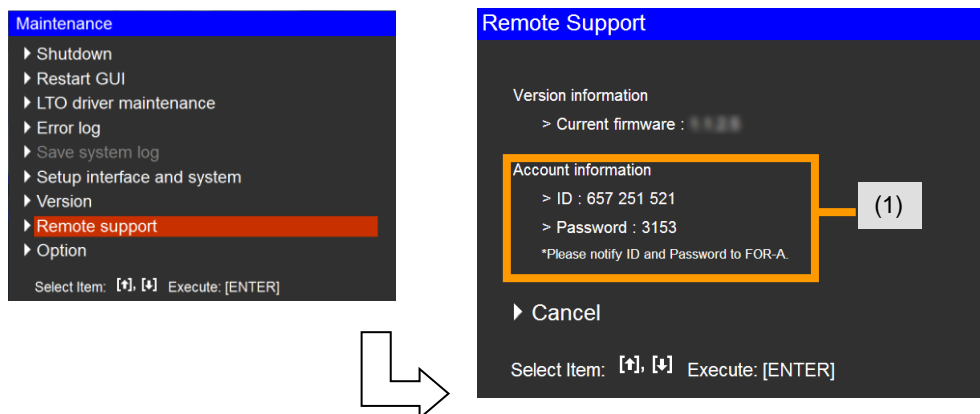 Maintenance
Shutdown
Restart GUI
LTO driver maintenance
Error log
Save system log
Setup interface and system
Version
Remote support
Option
Select Item: [↑], [↓] Execute: [ENTER]
Remote Support
Version information
> Current firmware :
Account information
> ID : 657 251 521
> Password : 3153
*Please notify ID and Password to FOR-A.
(1)
Cancel
Select Item: [↑], [↓] Execute: [ENTER]